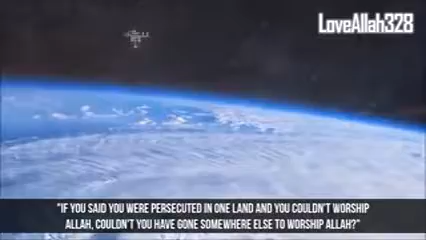 LoveAllah328
"IF YOU SAID YOU WERE PERSECUTED IN ONE LAND AND YOU COULDN'T WORSHIP
ALLAH, COULDN'T YOU HAVE GONE SOMEWHERE ELSE TO WORSHIP ALLAH?"